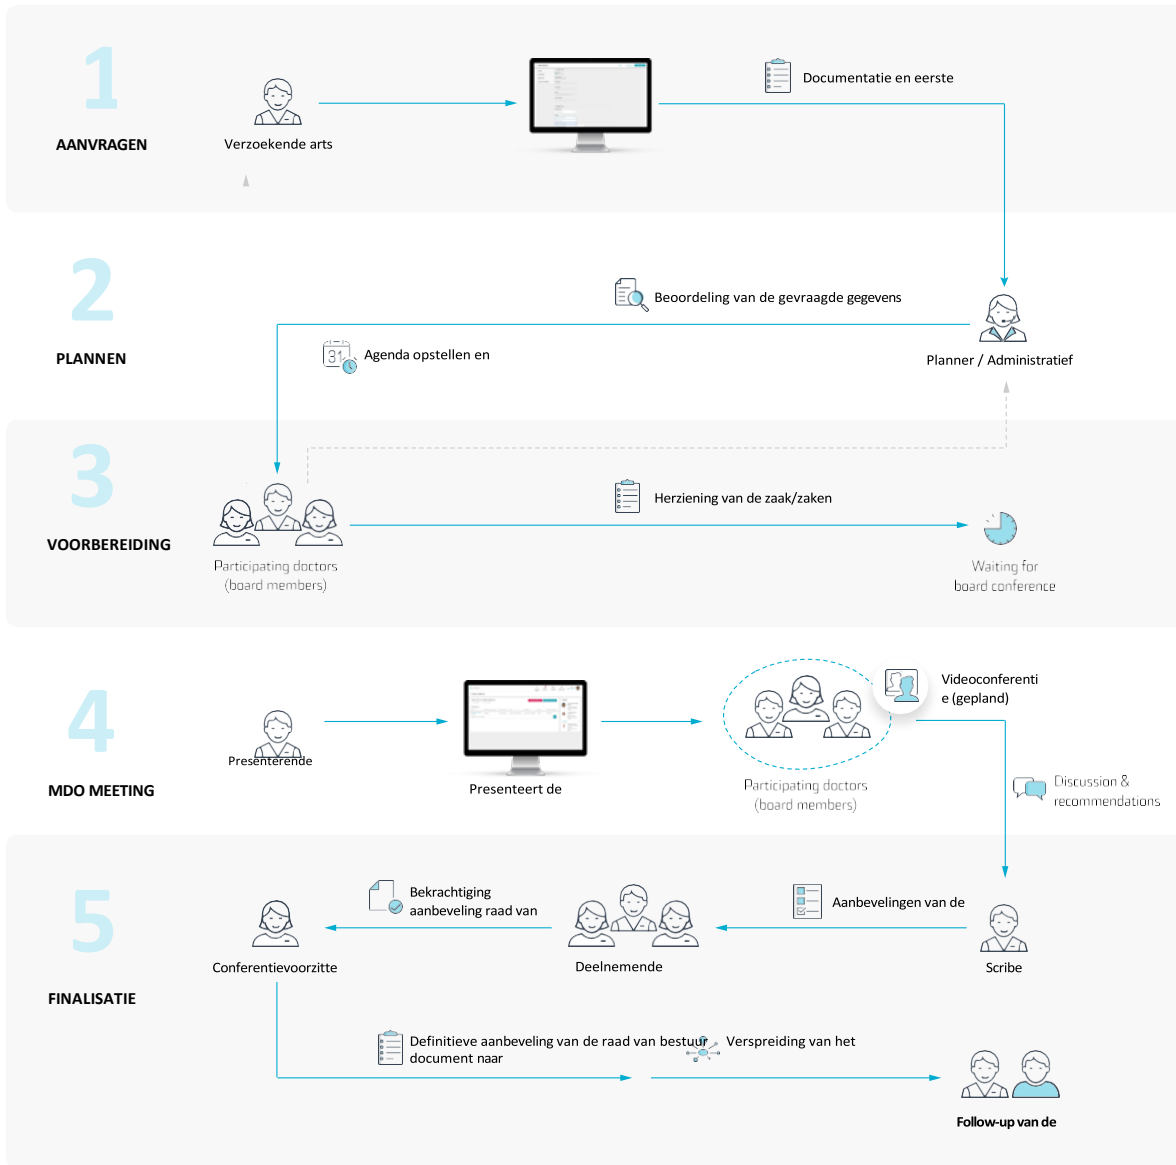 1
AANVRAGEN
Verzoekende arts
Documentatie en eerste
2
PLANNEN
Beoordeling van de gevraagde gegevens
31
Agenda opstellen en
Planner / Administratief
3
VOORBEREIDING
Participating doctors
(board members)
Herziening van de zaak/zaken
Waiting for
board conference
4
MDO MEETING
Presenterende
Presenteert de
Participating doctors
(board members)
Videoconferenti
e (gepland)
Discussion &
recommendations
5
FINALISATIE
Conferentievoorzitte
Bekrachtiging
aanbeveling raad van
Deelnemende
Aanbevelingen van de
Scribe
Definitieve aanbeveling van de raad van bestuur
document naar
Verspreiding van het
Follow-up van de